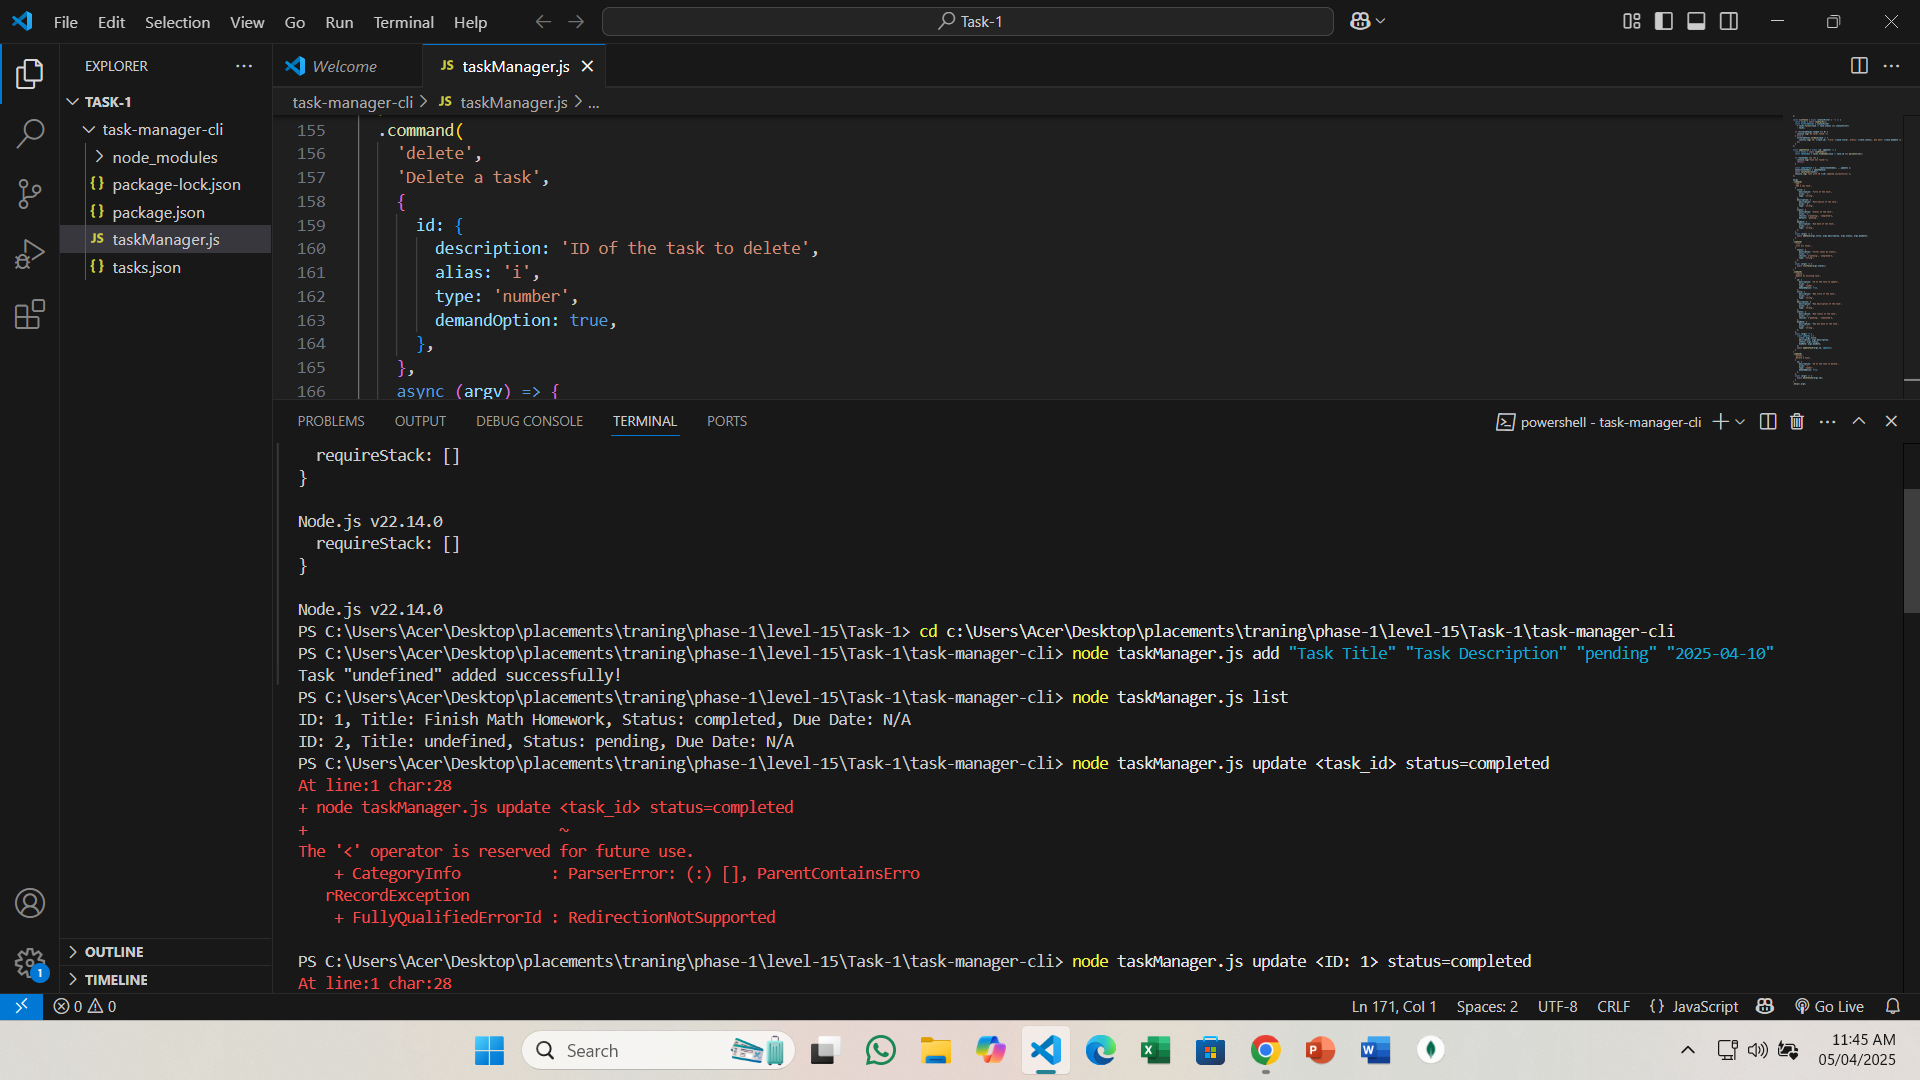 File Edit Selection View Go Run Terminal Help
Task-1
EXPLORER
TASK-1
task-manager-cli
node_modules
package-lock.json
package.json
taskManager.js
tasks.json
OUTLINE
TIMELINE
Welcome
JS taskManager.js
task-manager-cli > JS taskManager.js > ...
155 .command(
156 'delete',
157 'Delete a task',
158 {
159 id: {
160 description: 'ID of the task to delete',
161 alias: 'i',
162 type: 'number',
163 demandOption: true,
164 },
165 },
166 async (argv) => {
PROBLEMS OUTPUT DEBUG CONSOLE TERMINAL PORTS
powershell - task-manager-cli
requireStack: []
}
Node.js v22.14.0
requireStack: []
}
Node.js v22.14.0
PS C:\Users\Acer\Desktop\placements\traning\phase-1\level-15\Task-1> cd c:\Users\Acer\Desktop\placements\traning\phase-1\level-15\Task-1\task-manager-cli
PS C:\Users\Acer\Desktop\placements\traning\phase-1\level-15\Task-1\task-manager-cli> node taskManager.js add "Task Title" "Task Description" "pending" "2025-04-10"
Task "undefined" added successfully!
PS C:\Users\Acer\Desktop\placements\traning\phase-1\level-15\Task-1\task-manager-cli> node taskManager.js list
ID: 1, Title: Finish Math Homework, Status: completed, Due Date: N/A
ID: 2, Title: undefined, Status: pending, Due Date: N/A
PS C:\Users\Acer\Desktop\placements\traning\phase-1\level-15\Task-1\task-manager-cli> node taskManager.js update <task_id> status=completed
At line:1 char:28
+ node taskManager.js update <task_id> status=completed
+ ~
The '<' operator is reserved for future use.
+ CategoryInfo : ParserError: (:) [], ParentContainsErro
rRecordException
+ FullyQualifiedErrorId : RedirectionNotSupported
PS C:\Users\Acer\Desktop\placements\traning\phase-1\level-15\Task-1\task-manager-cli> node taskManager.js update <ID: 1> status=completed
At line:1 char:28
1
0 0
Ln 171, Col 1 Spaces: 2 UTF-8 CRLF {} JavaScript Go Live
Search
11:45 AM
05/04/2025